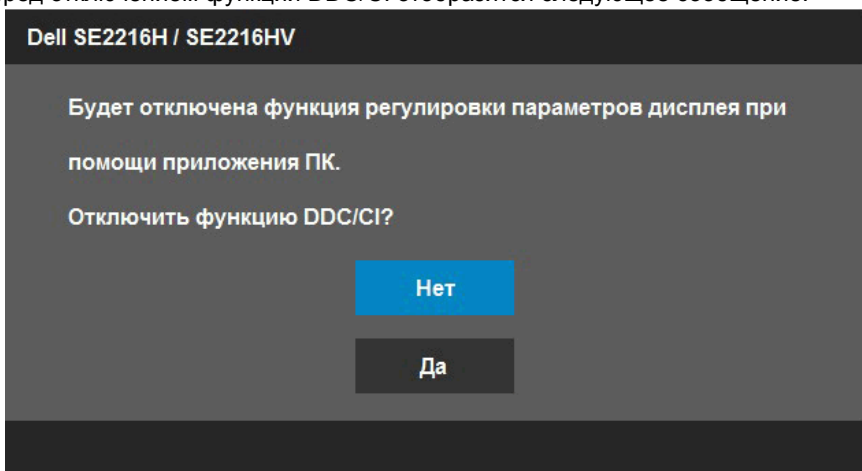 Dell SE2216H / SE2216HV
Будет отключена функция регулировки параметров дисплея при
помощи приложения ПК.
Отключить функцию DDC/CI?
Нет
Да